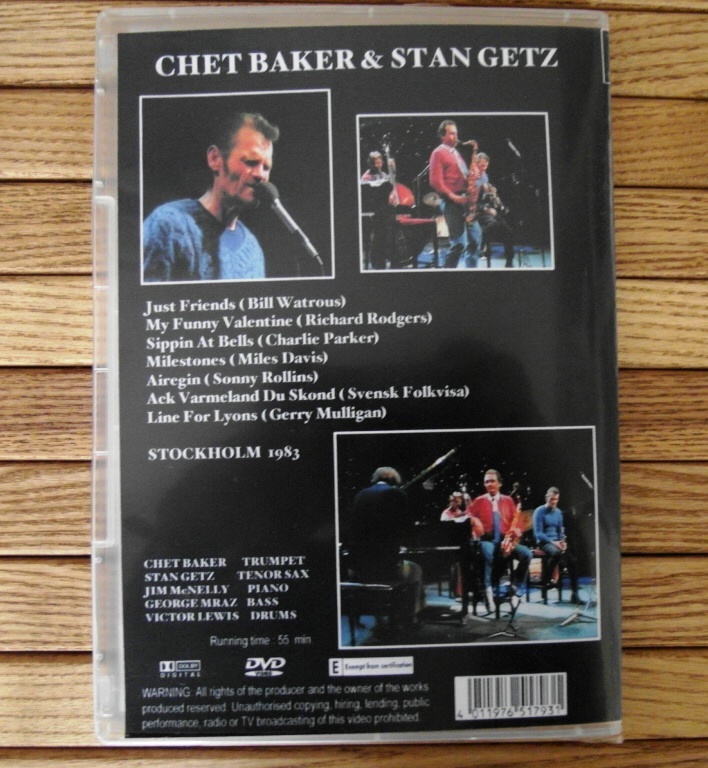 CHET BAKER & STAN GETZ
Just Friends ( Bill Watrous)
My Funny Valentine ( Richard Rodgers)
Sippin At Bells ( Charlie Parker)
Milestones ( Miles Davis)
Airegin ( Sonny Rollins)
Ack Varmeland Du Skond ( Svensk Folkvisa)
Line For Lyons ( Gerry Mulligan)
STOCKHOLM 1983
CHET BAKER TRUMPET
STAN GETZ TENOR SAX
JIM McNELLY PIANO
GEORGE MRAZ BASS
VICTOR LEWIS DRUMS
Running time : 55 min
DOLBY
DIGITAL
DVD
VIDEO
E Exempt from certification
WARNING: All rights of the producer and the owner of the works
produced reserved. Unauthorised copying, hiring, lending, public
performance, radio or TV broadcasting of this video prohibited.
4 011976 517931